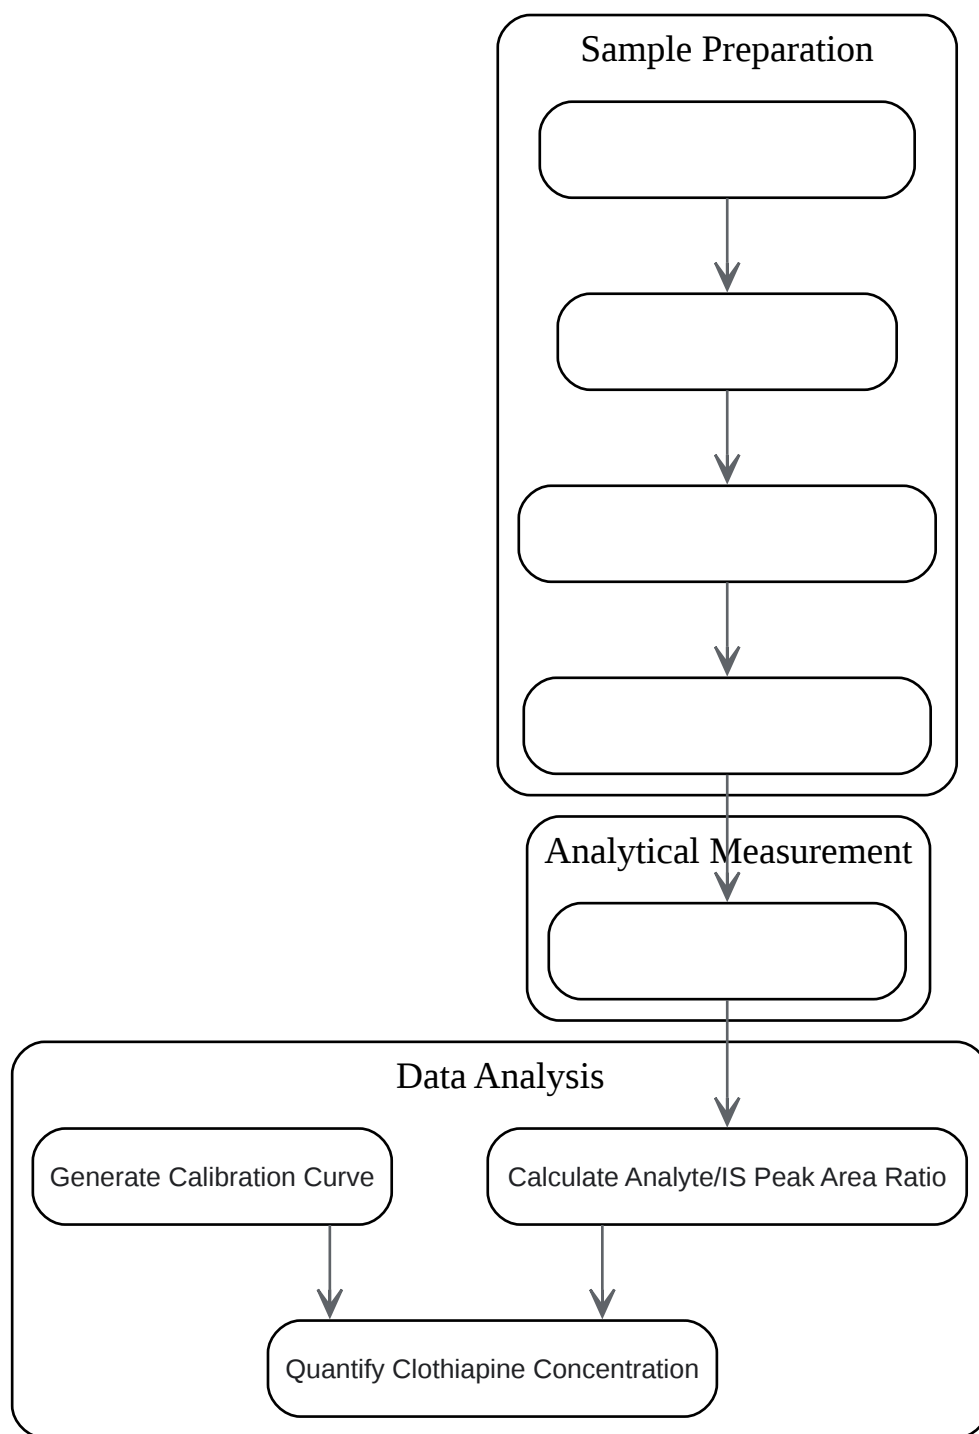 Sample Preparation
Analytical Measurement
Data Analysis
Generate Calibration Curve
Calculate Analyte/IS Peak Area Ratio
Quantify Clothiapine Concentration